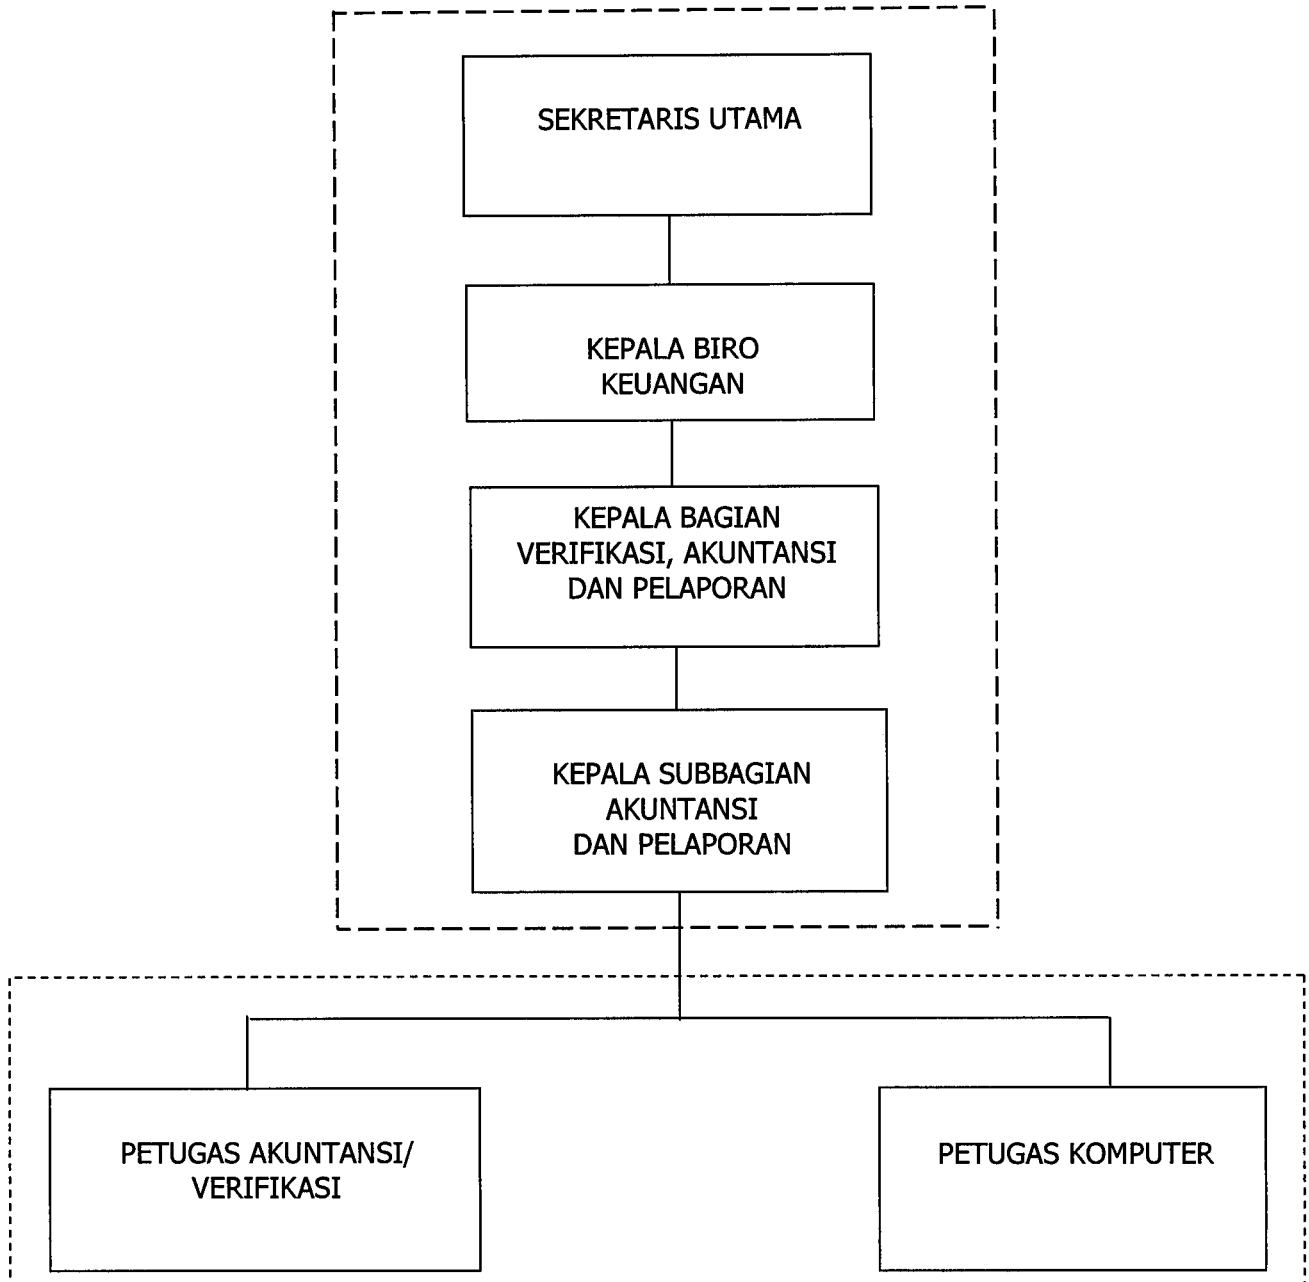 SEKRETARIS UTAMA
KEPALA BIRO
KEUANGAN
KEPALA BAGIAN
VERIFIKASI, AKUNTANSI
DAN PELAPORAN
KEPALA SUBBAGIAN
AKUNTANSI
DAN PELAPORAN
PETUGAS AKUNTANSI/
VERIFIKASI
PETUGAS KOMPUTER